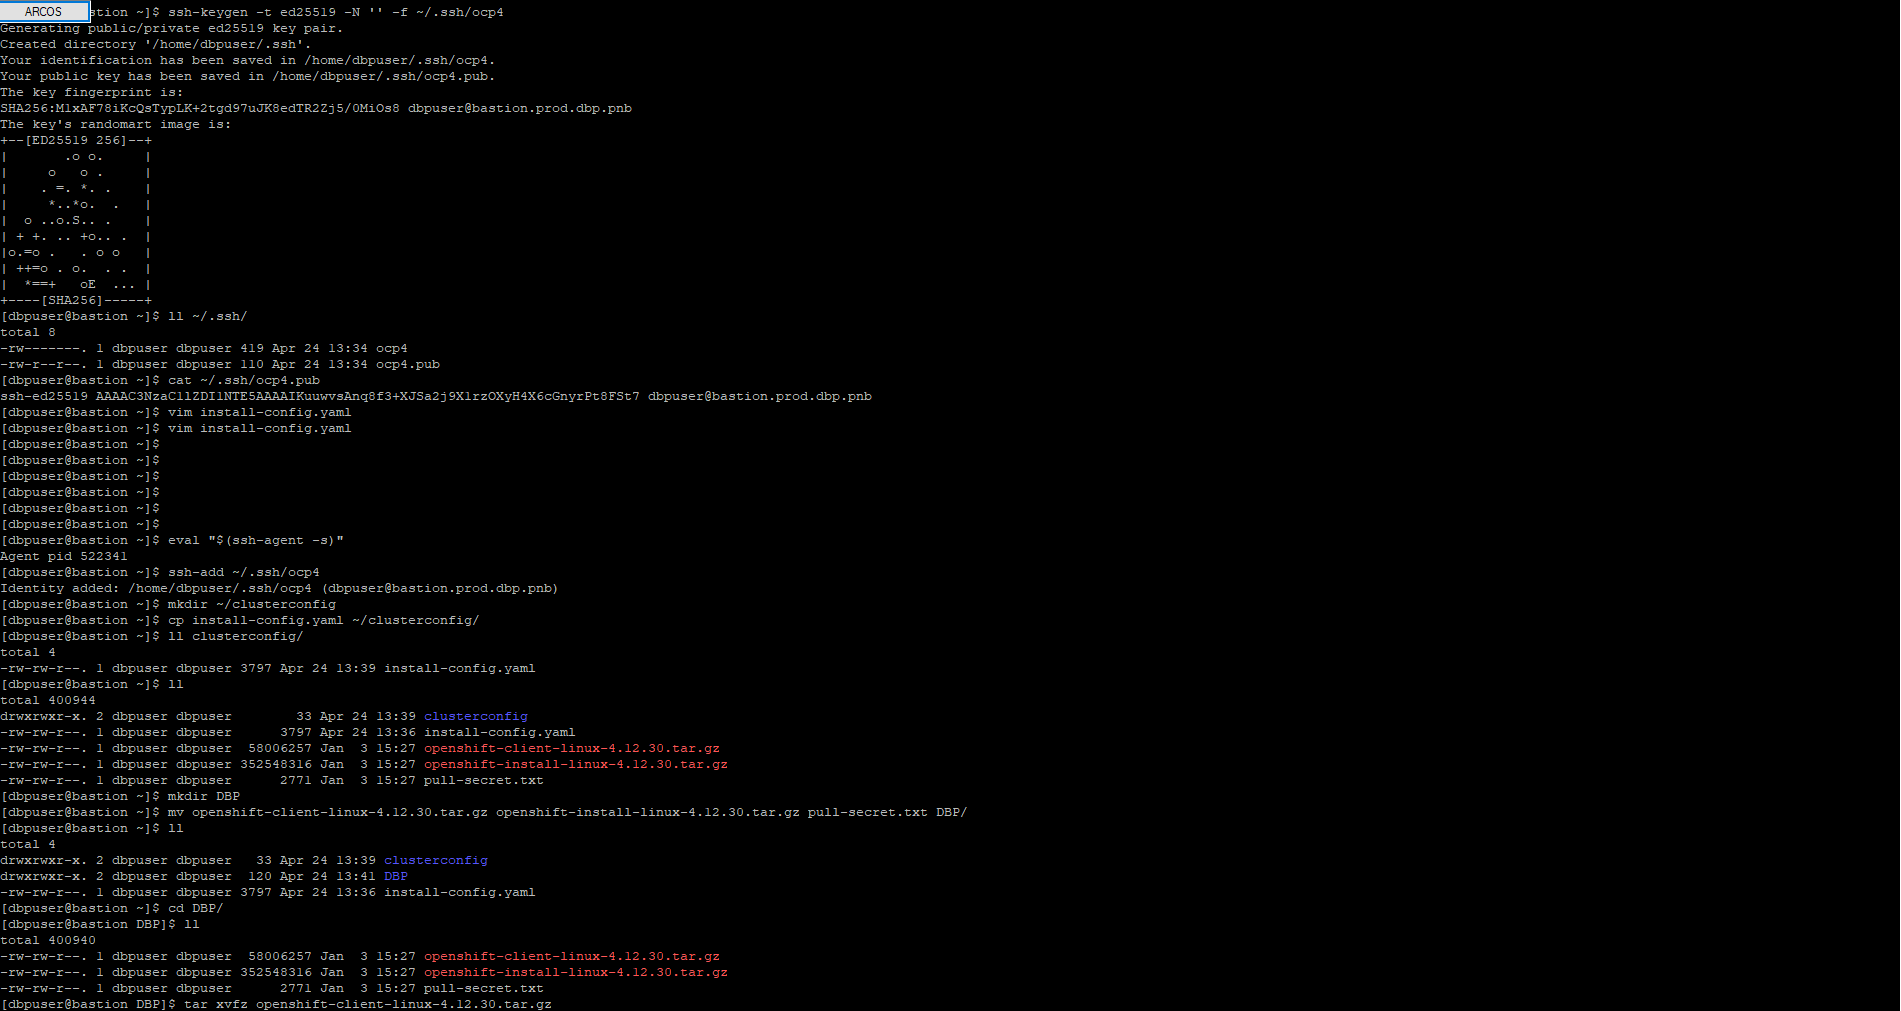 ARCOS
stion ~]$ ssh-keygen -t ed25519 -N '' -f ~/.ssh/ocp4
Generating public/private ed25519 key pair.
Created directory '/home/dbpuser/.ssh'.
Your identification has been saved in /home/dbpuser/.ssh/ocp4.
Your public key has been saved in /home/dbpuser/.ssh/ocp4.pub.
The key fingerprint is:
SHA256:M1xAF78iKcQsTypLK+2tgd97uJK8edTR2Zj5/0MiOs8 dbpuser@bastion.prod.dbp.pnb
The key's randomart image is:
+--[ED25519 256]--+
|       .o o.     |
|     o   o .     |
|    . =. *. .    |
|     *..*o.  .   |
|  o ..o.S.. .    |
| + +. .. +o.. .  |
|o.=o .   . o o   |
| ++=o . o.  . .  |
|  *==+   oE  ... |
+----[SHA256]-----+
[dbpuser@bastion ~]$ ll ~/.ssh/
total 8
-rw-------. 1 dbpuser dbpuser 419 Apr 24 13:34 ocp4
-rw-r--r--. 1 dbpuser dbpuser 110 Apr 24 13:34 ocp4.pub
[dbpuser@bastion ~]$ cat ~/.ssh/ocp4.pub
ssh-ed25519 AAAAC3NzaC1lZDI1NTE5AAAAIKuuwvsAnq8f3+XJSa2j9X1rzOXyH4X6cGnyrPt8FSt7 dbpuser@bastion.prod.dbp.pnb
[dbpuser@bastion ~]$ vim install-config.yaml
[dbpuser@bastion ~]$ vim install-config.yaml
[dbpuser@bastion ~]$
[dbpuser@bastion ~]$
[dbpuser@bastion ~]$
[dbpuser@bastion ~]$
[dbpuser@bastion ~]$
[dbpuser@bastion ~]$
[dbpuser@bastion ~]$ eval "$(ssh-agent -s)"
Agent pid 522341
[dbpuser@bastion ~]$ ssh-add ~/.ssh/ocp4
Identity added: /home/dbpuser/.ssh/ocp4 (dbpuser@bastion.prod.dbp.pnb)
[dbpuser@bastion ~]$ mkdir ~/clusterconfig
[dbpuser@bastion ~]$ cp install-config.yaml ~/clusterconfig/
[dbpuser@bastion ~]$ ll clusterconfig/
total 4
-rw-rw-r--. 1 dbpuser dbpuser 3797 Apr 24 13:39 install-config.yaml
[dbpuser@bastion ~]$ ll
total 400944
drwxrwxr-x. 2 dbpuser dbpuser        33 Apr 24 13:39 clusterconfig
-rw-rw-r--. 1 dbpuser dbpuser      3797 Apr 24 13:36 install-config.yaml
-rw-rw-r--. 1 dbpuser dbpuser  58006257 Jan  3 15:27 openshift-client-linux-4.12.30.tar.gz
-rw-rw-r--. 1 dbpuser dbpuser 352548316 Jan  3 15:27 openshift-install-linux-4.12.30.tar.gz
-rw-rw-r--. 1 dbpuser dbpuser      2771 Jan  3 15:27 pull-secret.txt
[dbpuser@bastion ~]$ mkdir DBP
[dbpuser@bastion ~]$ mv openshift-client-linux-4.12.30.tar.gz openshift-install-linux-4.12.30.tar.gz pull-secret.txt DBP/
[dbpuser@bastion ~]$ ll
total 4
drwxrwxr-x. 2 dbpuser dbpuser   33 Apr 24 13:39 clusterconfig
drwxrwxr-x. 2 dbpuser dbpuser  120 Apr 24 13:41 DBP
-rw-rw-r--. 1 dbpuser dbpuser 3797 Apr 24 13:36 install-config.yaml
[dbpuser@bastion ~]$ cd DBP/
[dbpuser@bastion DBP]$ ll
total 400940
-rw-rw-r--. 1 dbpuser dbpuser  58006257 Jan  3 15:27 openshift-client-linux-4.12.30.tar.gz
-rw-rw-r--. 1 dbpuser dbpuser 352548316 Jan  3 15:27 openshift-install-linux-4.12.30.tar.gz
-rw-rw-r--. 1 dbpuser dbpuser      2771 Jan  3 15:27 pull-secret.txt
[dbpuser@bastion DBP]$ tar xvfz openshift-client-linux-4.12.30.tar.gz